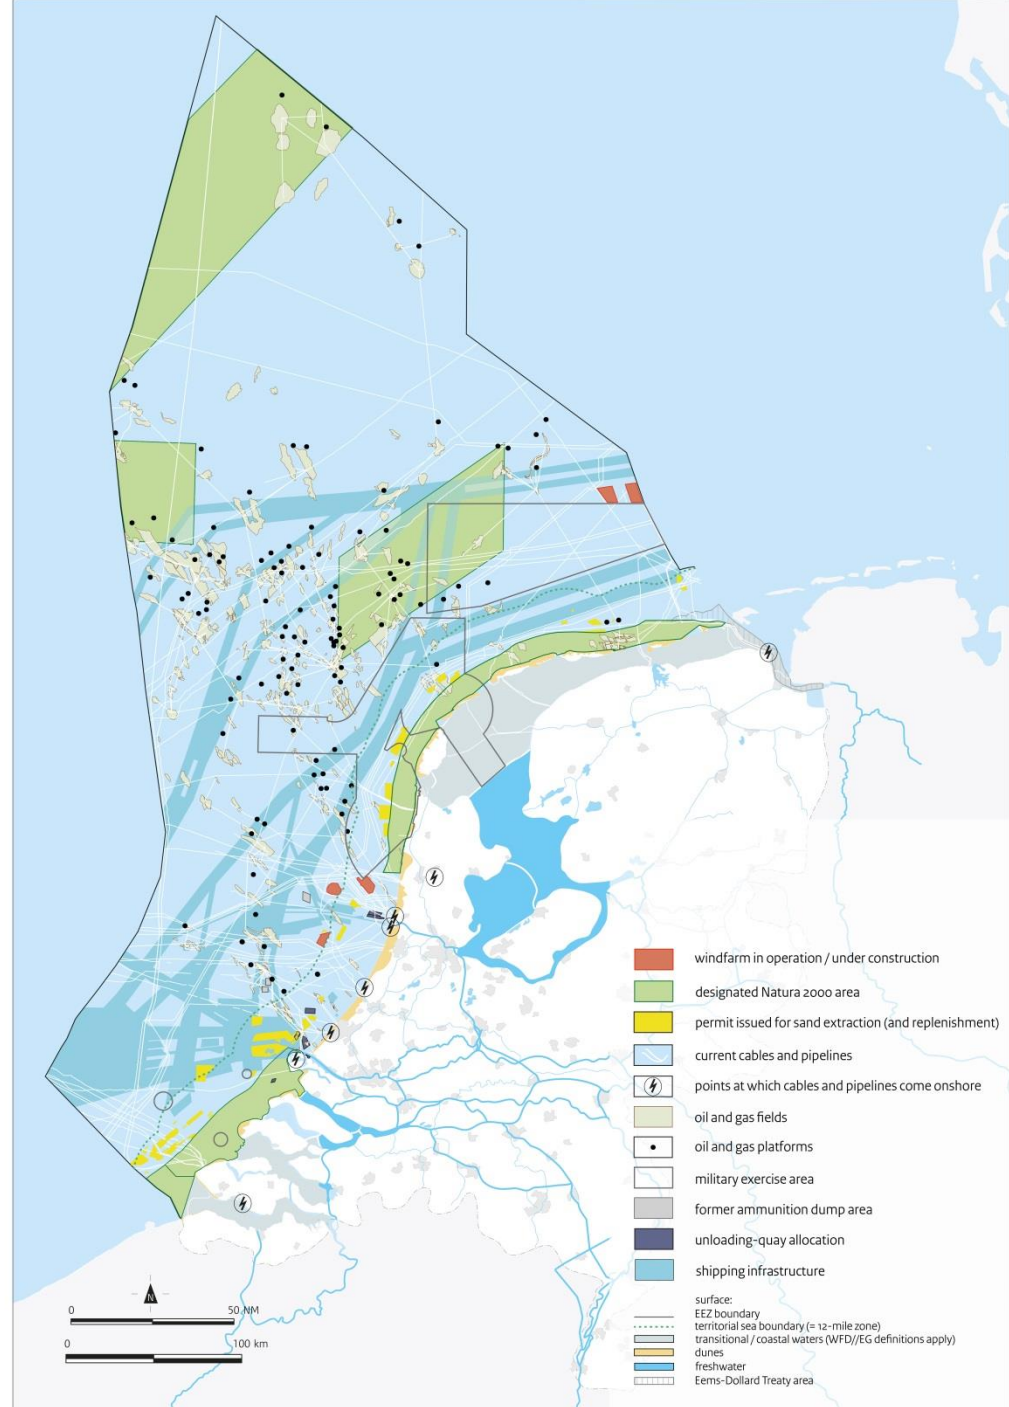 windfarm in operation / under construction
designated Natura 2000 area
permit issued for sand extraction (and replenishment)
current cables and pipelines
points at which cables and pipelines come onshore
oil and gas fields
oil and gas platforms
military exercise area
former ammunition dump area
unloading-quay allocation
shipping infrastructure
surface:
EEZ boundary
territorial sea boundary (= 12-mile zone)
transitional / coastal waters (WFD//EG definitions apply)
dunes
freshwater
Eems-Dollard Treaty area
N
0 50 NM
0 100 km